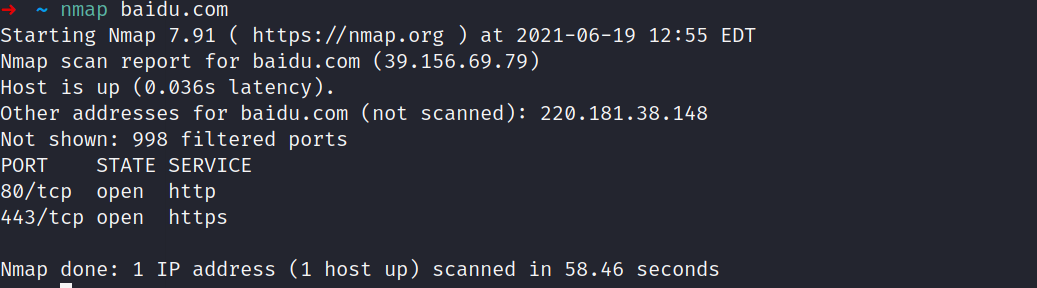 ➜ ~ nmap baidu.com
Starting Nmap 7.91 ( https://nmap.org ) at 2021-06-19 12:55 EDT
Nmap scan report for baidu.com (39.156.69.79)
Host is up (0.036s latency).
Other addresses for baidu.com (not scanned): 220.181.38.148
Not shown: 998 filtered ports
PORT    STATE SERVICE
80/tcp  open  http
443/tcp open  https
Nmap done: 1 IP address (1 host up) scanned in 58.46 seconds